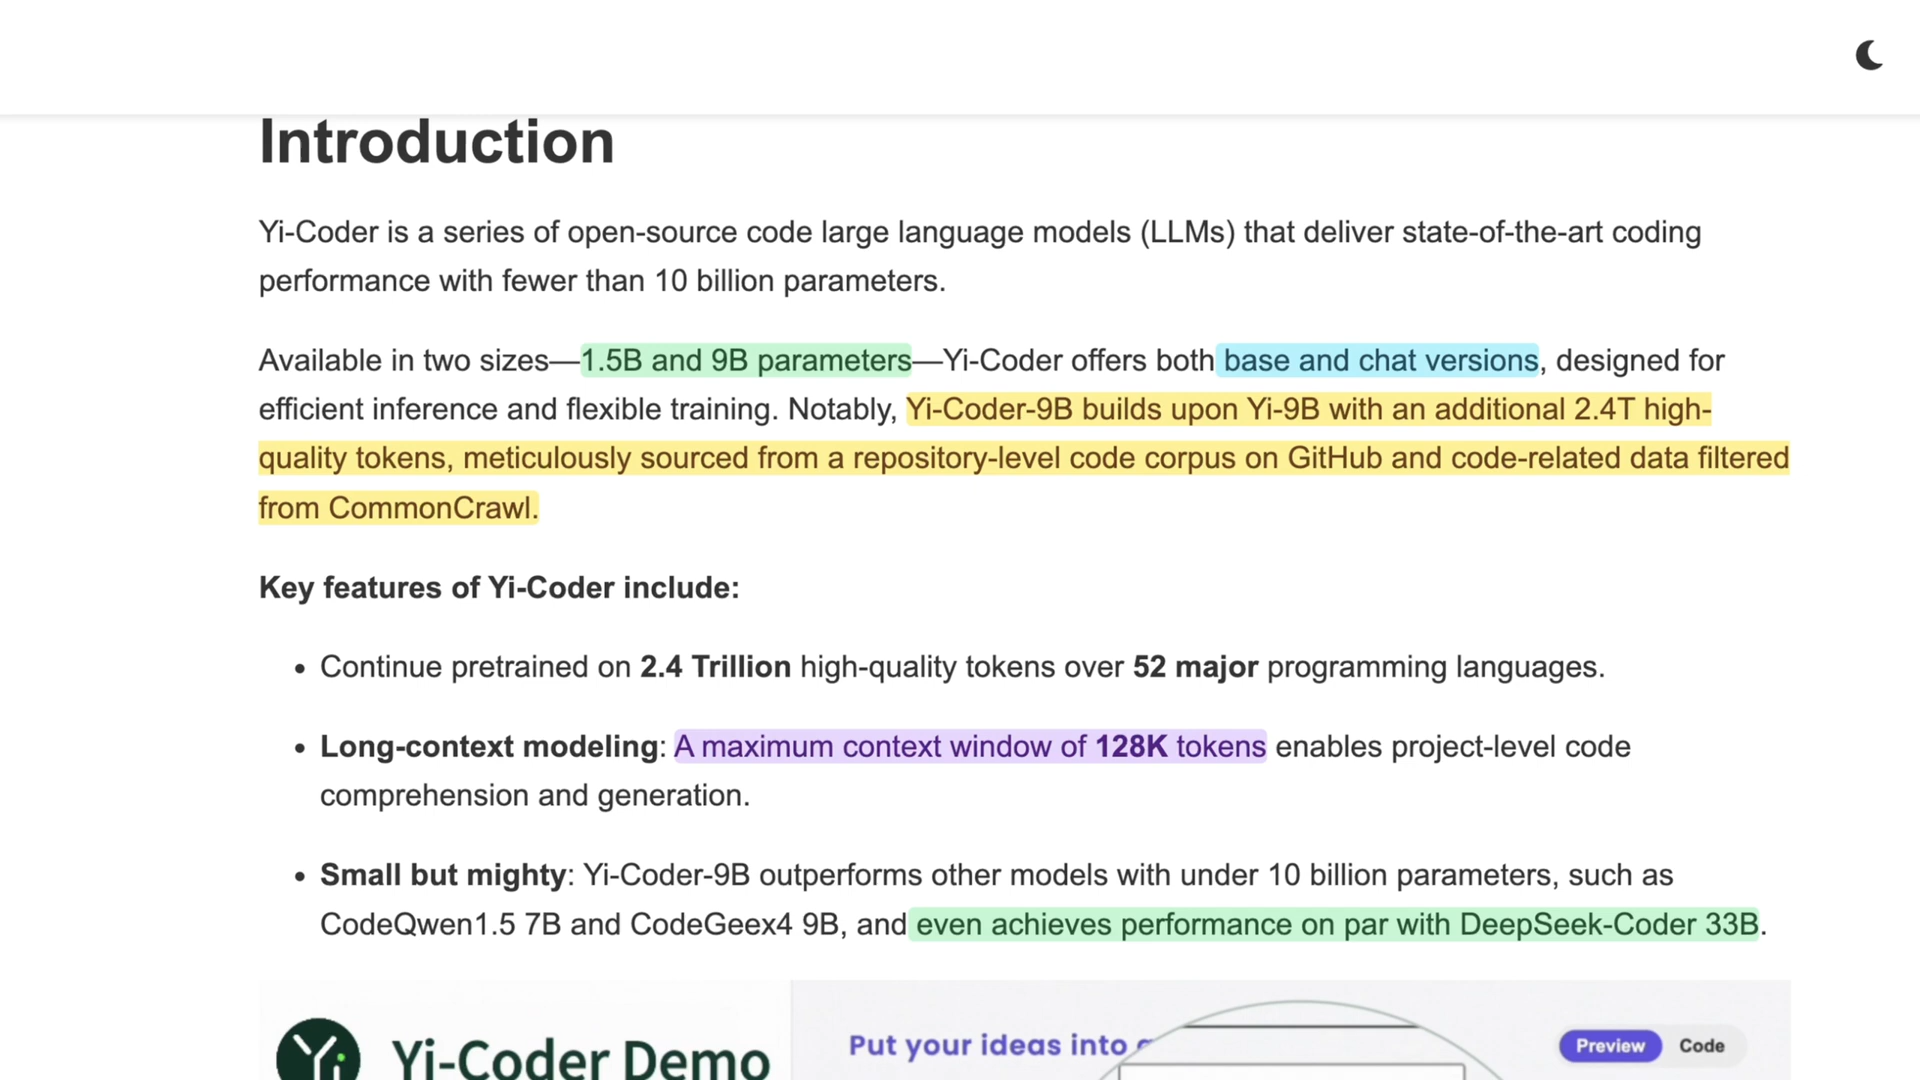 Introduction
Yi-Coder is a series of open-source code large language models (LLMs) that deliver state-of-the-art coding
performance with fewer than 10 billion parameters.
Available in two sizes—1.5B and 9B parameters—Yi-Coder offers both base and chat versions, designed for
efficient inference and flexible training. Notably, Yi-Coder-9B builds upon Yi-9B with an additional 2.4T high-
quality tokens, meticulously sourced from a repository-level code corpus on GitHub and code-related data filtered
from CommonCrawl.
Key features of Yi-Coder include:
• Continue pretrained on 2.4 Trillion high-quality tokens over 52 major programming languages.
• Long-context modeling: A maximum context window of 128K tokens enables project-level code
comprehension and generation.
• Small but mighty: Yi-Coder-9B outperforms other models with under 10 billion parameters, such as
CodeQwen1.5 7B and CodeGeex4 9B, and even achieves performance on par with DeepSeek-Coder 33B.
Yi Yi-Coder Demo
Put your ideas into
Preview Code